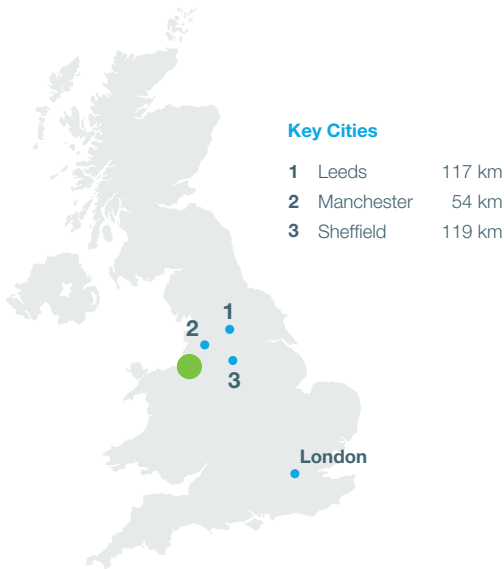 Key Cities
1 Leeds 117 km
2 Manchester 54 km
3 Sheffield 119 km
1
2
3
London